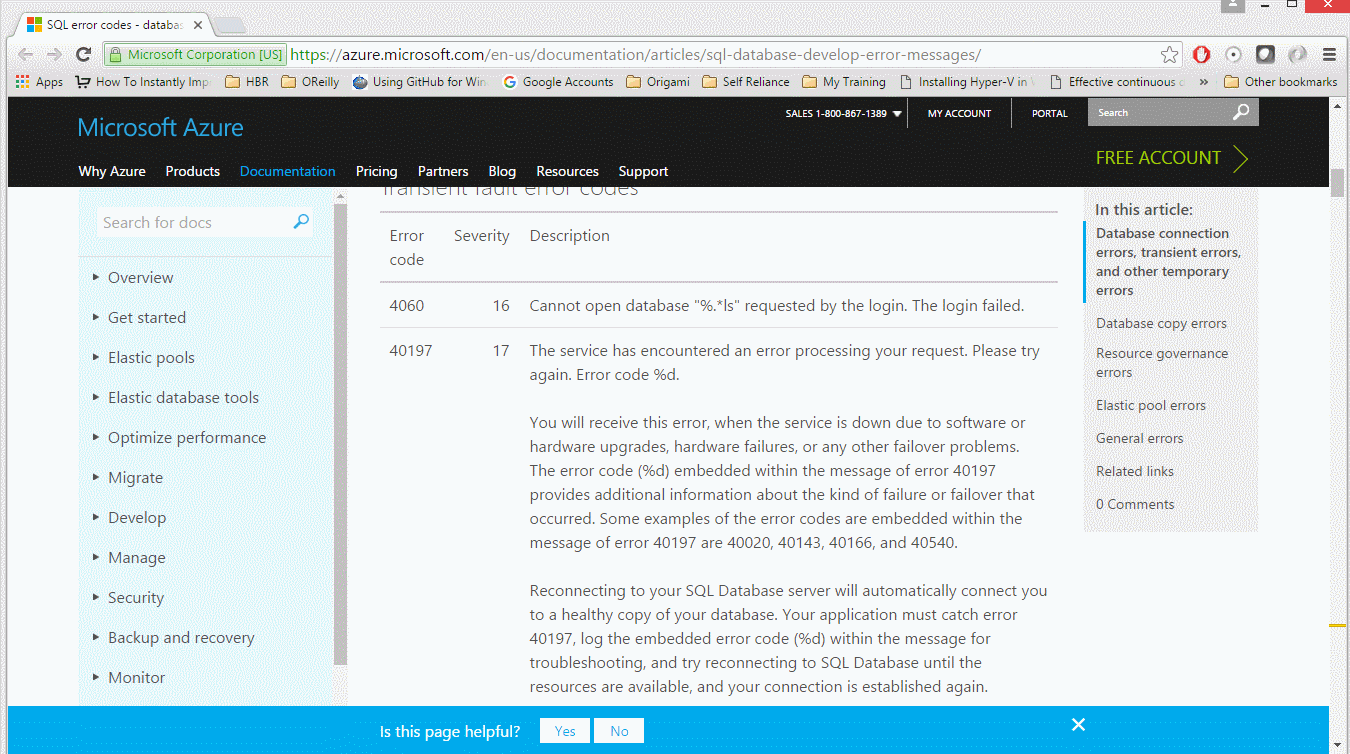 SQL error codes - databas
Microsoft Corporation [US] https://azure.microsoft.com/en-us/documentation/articles/sql-database-develop-error-messages/
Apps How To Instantly Imp HBR OReilly Using GitHub for Win Google Accounts Origami Self Reliance My Training Installing Hyper-V in Effective continuous » Other bookmarks
SALES 1-800-867-1389 MY ACCOUNT PORTAL Search
Microsoft Azure
FREE ACCOUNT
Why Azure Products Documentation Pricing Partners Blog Resources Support
Search for docs
Overview
Get started
Elastic pools
Elastic database tools
Optimize performance
Migrate
Develop
Manage
Security
Backup and recovery
Monitor
Transient fault error codes
Error
code
Severity
Description
4060 16 Cannot open database "%.*ls" requested by the login. The login failed.
40197 17 The service has encountered an error processing your request. Please try
again. Error code %d.
You will receive this error, when the service is down due to software or
hardware upgrades, hardware failures, or any other failover problems.
The error code (%d) embedded within the message of error 40197
provides additional information about the kind of failure or failover that
occurred. Some examples of the error codes are embedded within the
message of error 40197 are 40020, 40143, 40166, and 40540.
Reconnecting to your SQL Database server will automatically connect you
to a healthy copy of your database. Your application must catch error
40197, log the embedded error code (%d) within the message for
troubleshooting, and try reconnecting to SQL Database until the
resources are available, and your connection is established again.
In this article:
Database connection
errors, transient errors,
and other temporary
errors
Database copy errors
Resource governance
errors
Elastic pool errors
General errors
Related links
0 Comments
Is this page helpful? Yes No